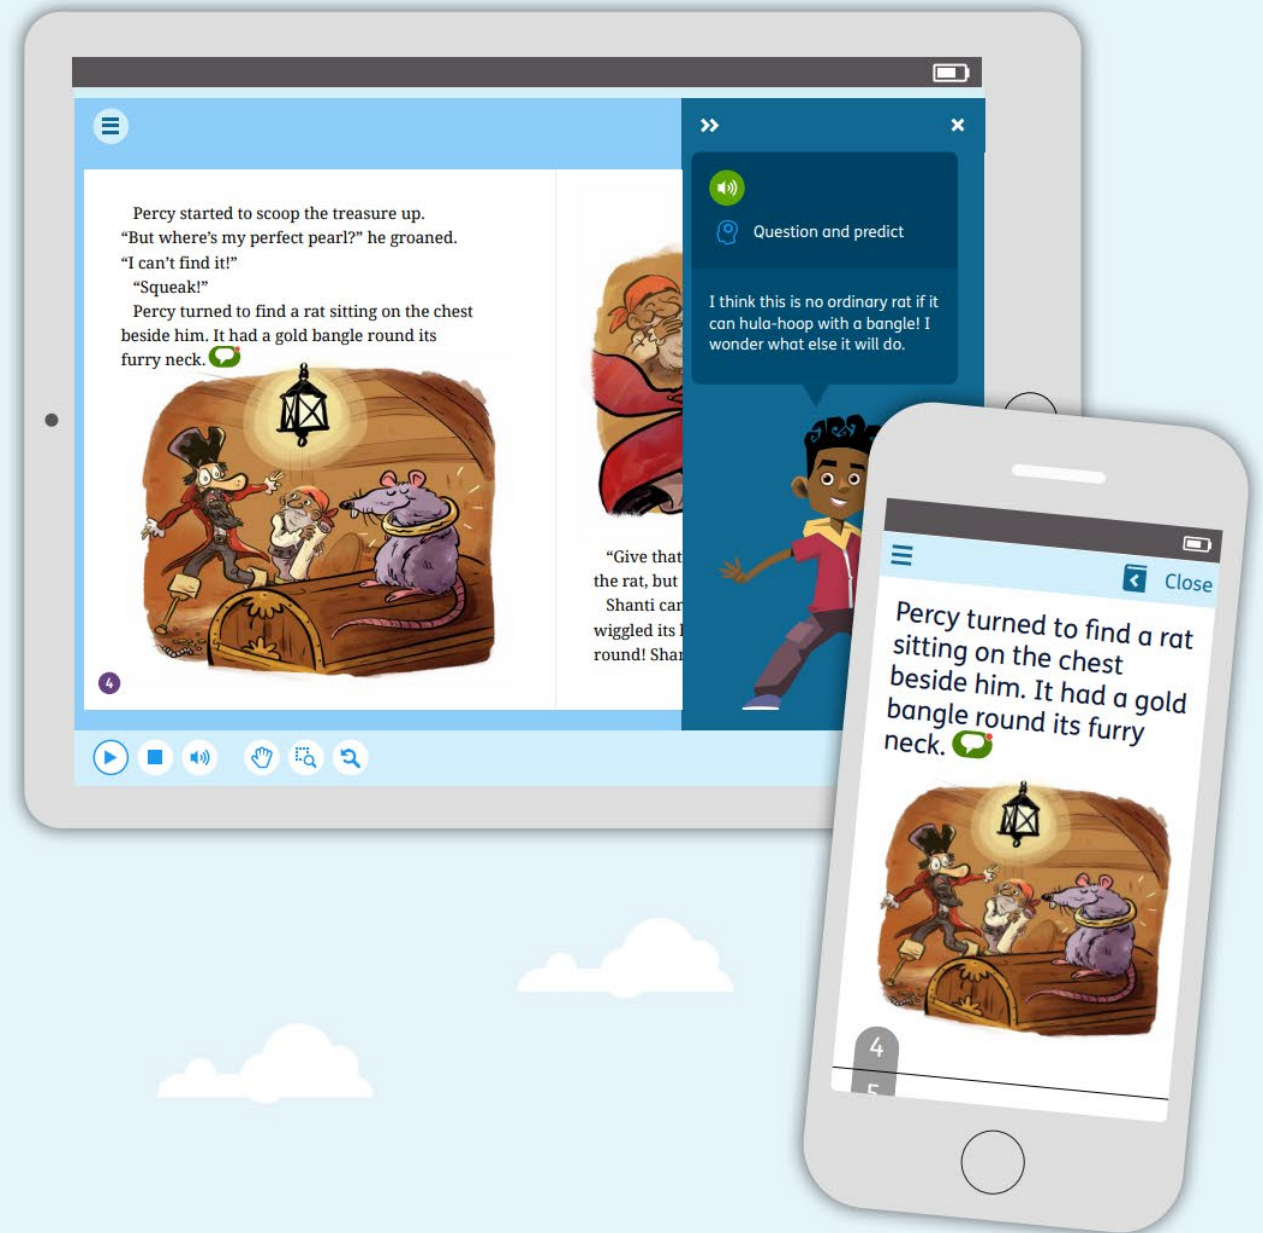 Percy started to scoop the treasure up.
“But where’s my perfect pearl?” he groaned.
“I can’t find it!”
“Squeak!”
Percy turned to find a rat sitting on the chest
beside him. It had a gold bangle round its
furry neck.
4
“Give that
the rat, but
Shanti
wiggled its
round!
Question and predict
I think this is no ordinary rat if it
can hula-hoop with a bangle! I
wonder what else it will do.
Close
Percy turned to find a rat
sitting on the chest
beside him. It had a gold
bangle round its furry
neck.
4
5